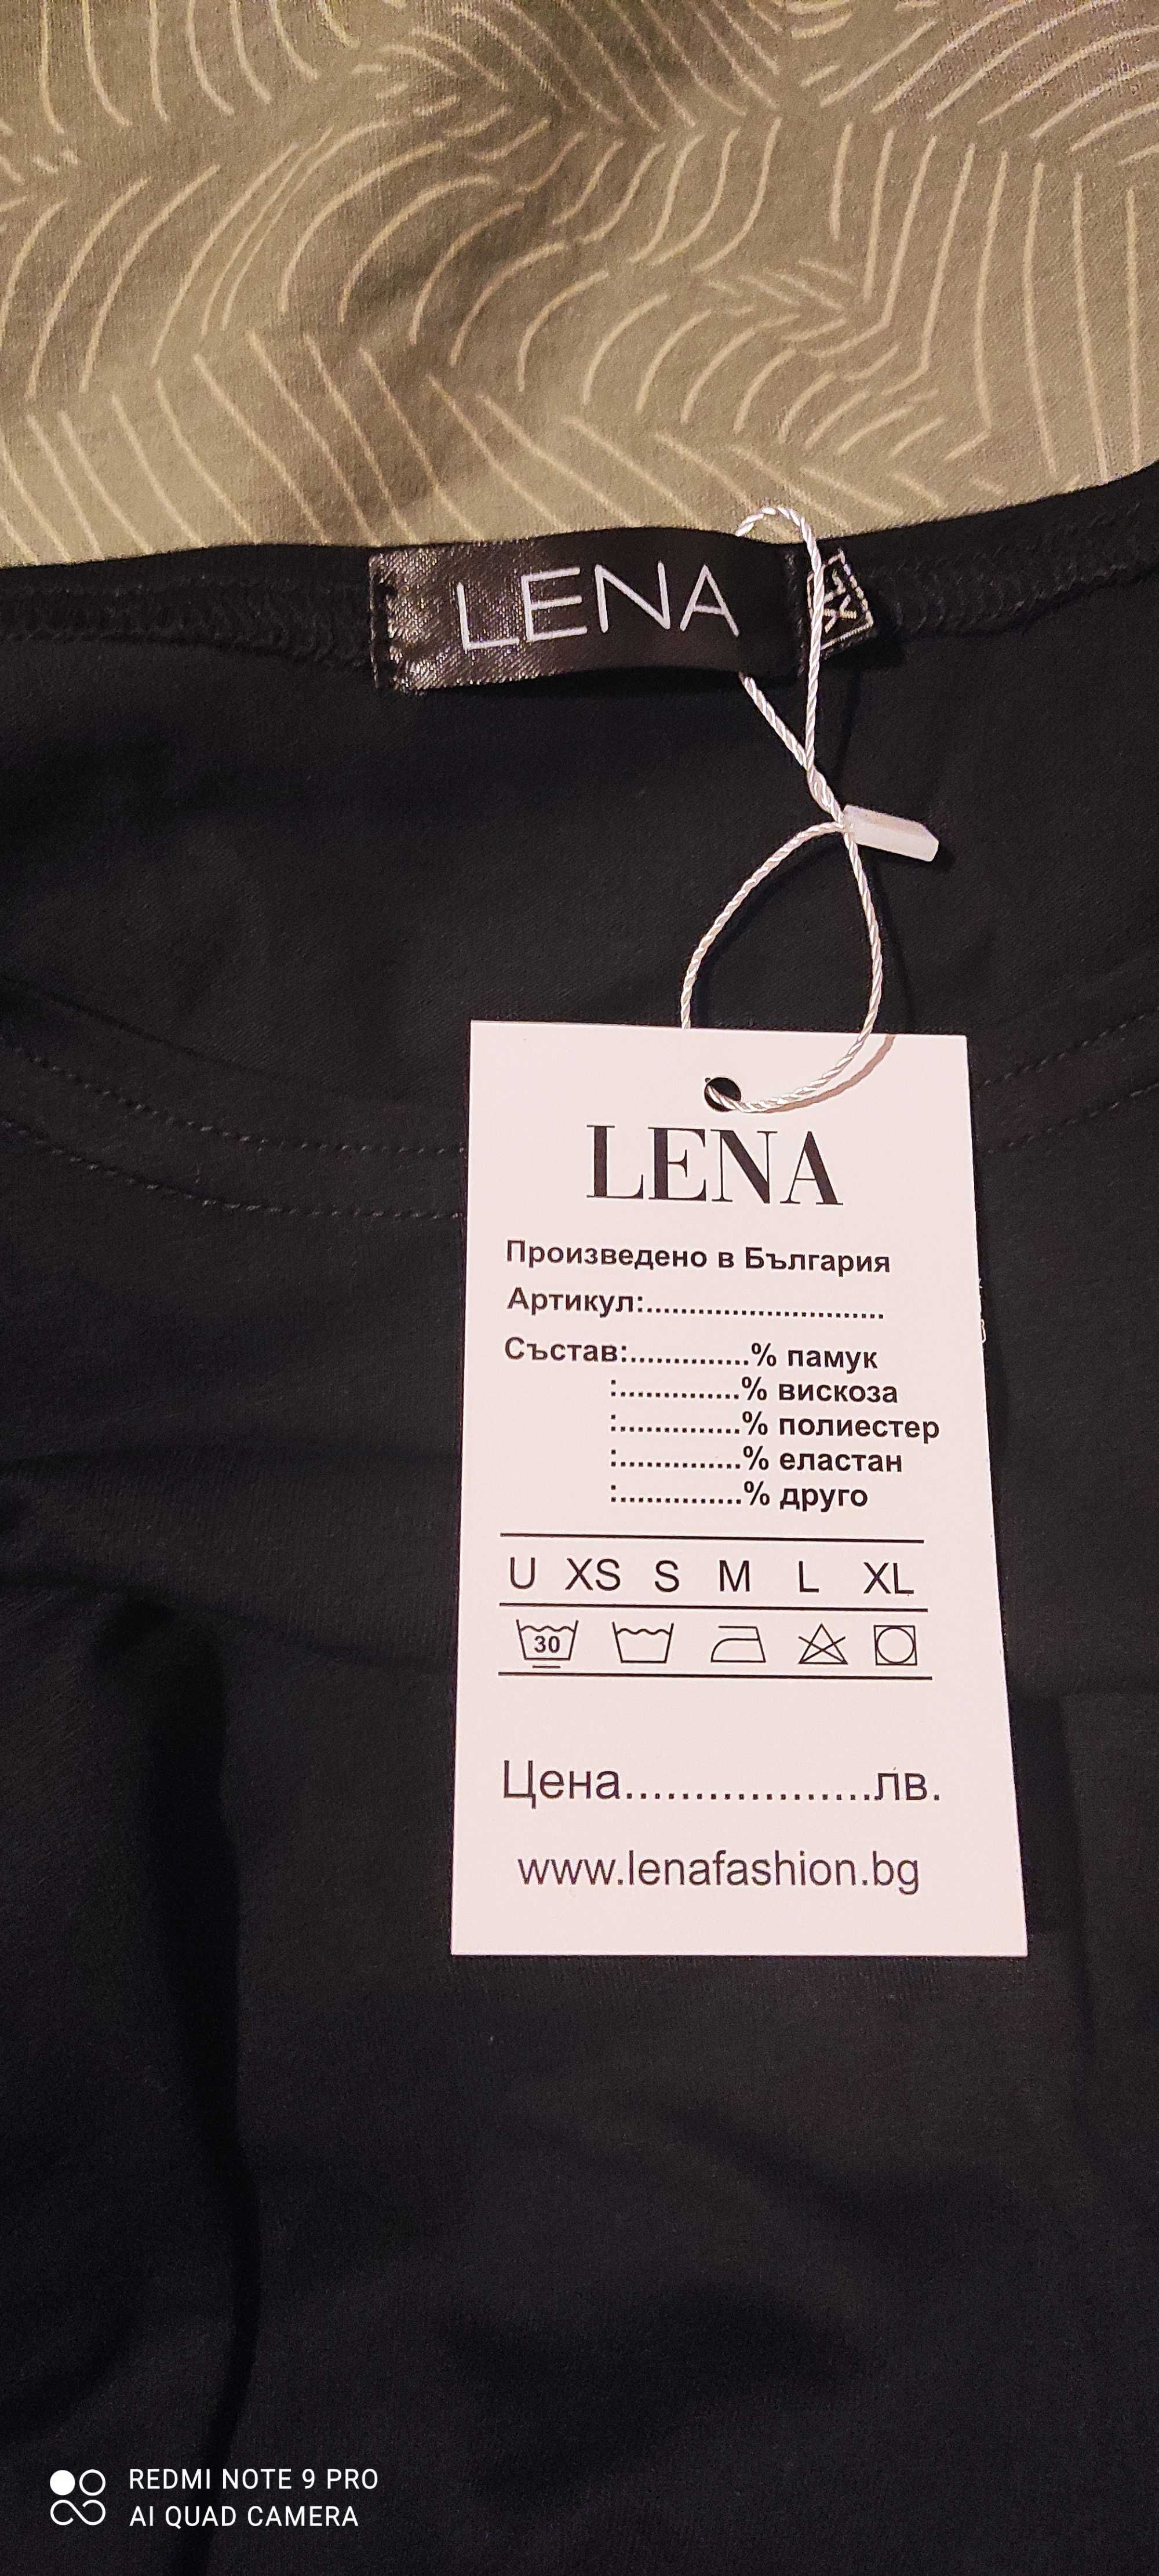 LENA
LENA
Произведено в България
Артикул:............................
Състав:..............% памук
:..............% вискоза
:..............% полиестер
:..............% еластан
:..............% друго
U XS S M L XL
30
Цена..................лв.
www.lenafashion.bg
REDMI NOTE 9 PRO
AI QUAD CAMERA